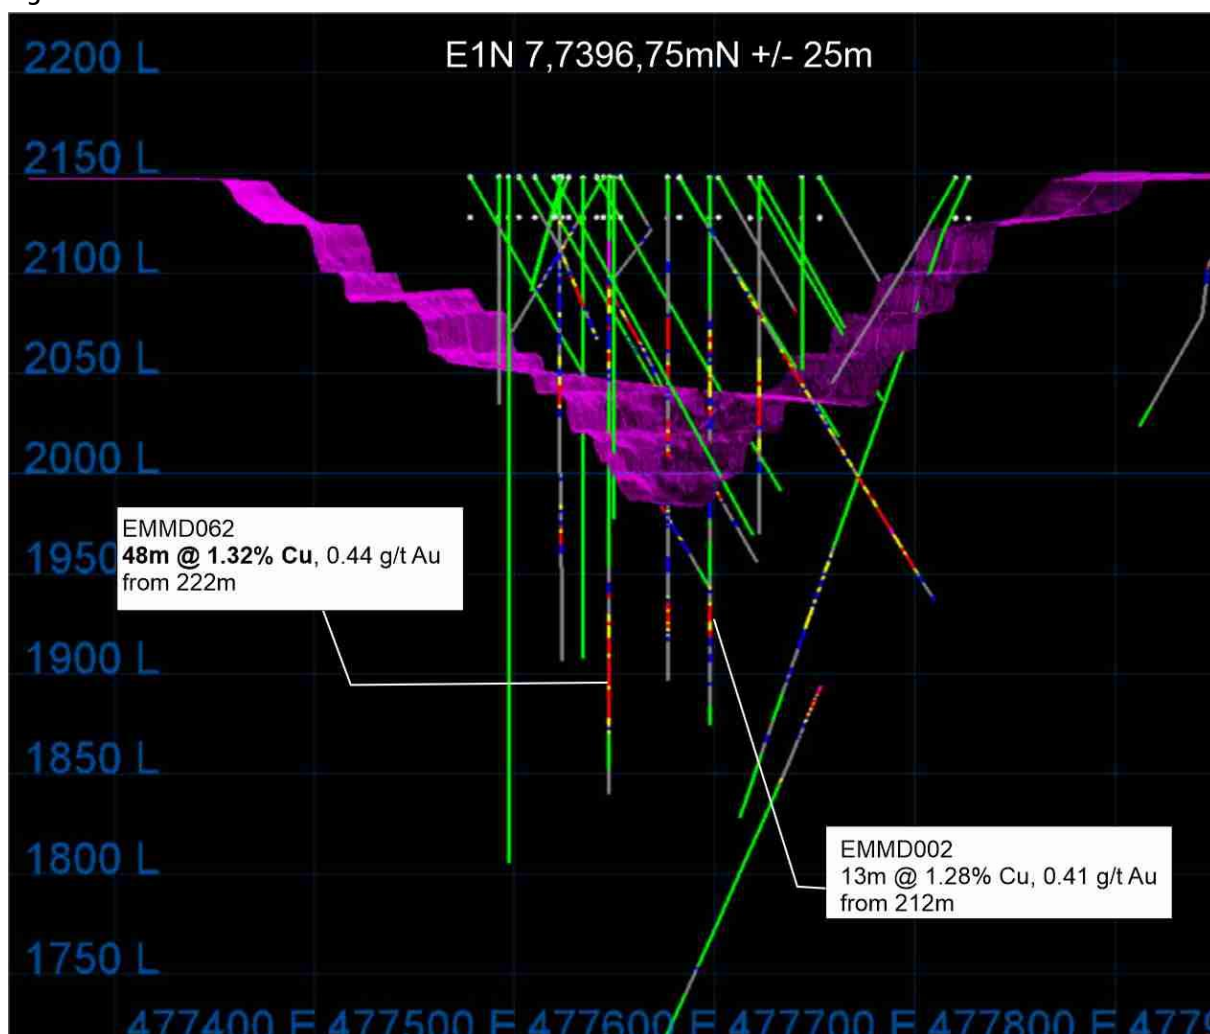 E1N 7,7396,75mN +/- 25m
2200 L
2150 L
2100 L
2050 L
2000 L
1950 L
1900 L
1850 L
1800 L
1750 L
EMMD062
48m @ 1.32% Cu, 0.44 g/t Au
from 222m
EMMD002
13m @ 1.28% Cu, 0.41 g/t Au
from 212m
477400 E 477500 E 477600 E 477700 E 477800 E